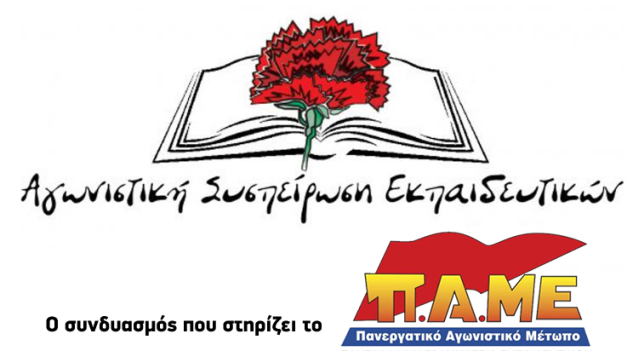 Αγωνιστική Συσπείρωση Εκπαιδευτικών
Ο συνδυασμός που στηρίζει το
Π.Α.ΜΕ
Πανεργατικό Αγωνιστικό Μέτωπο